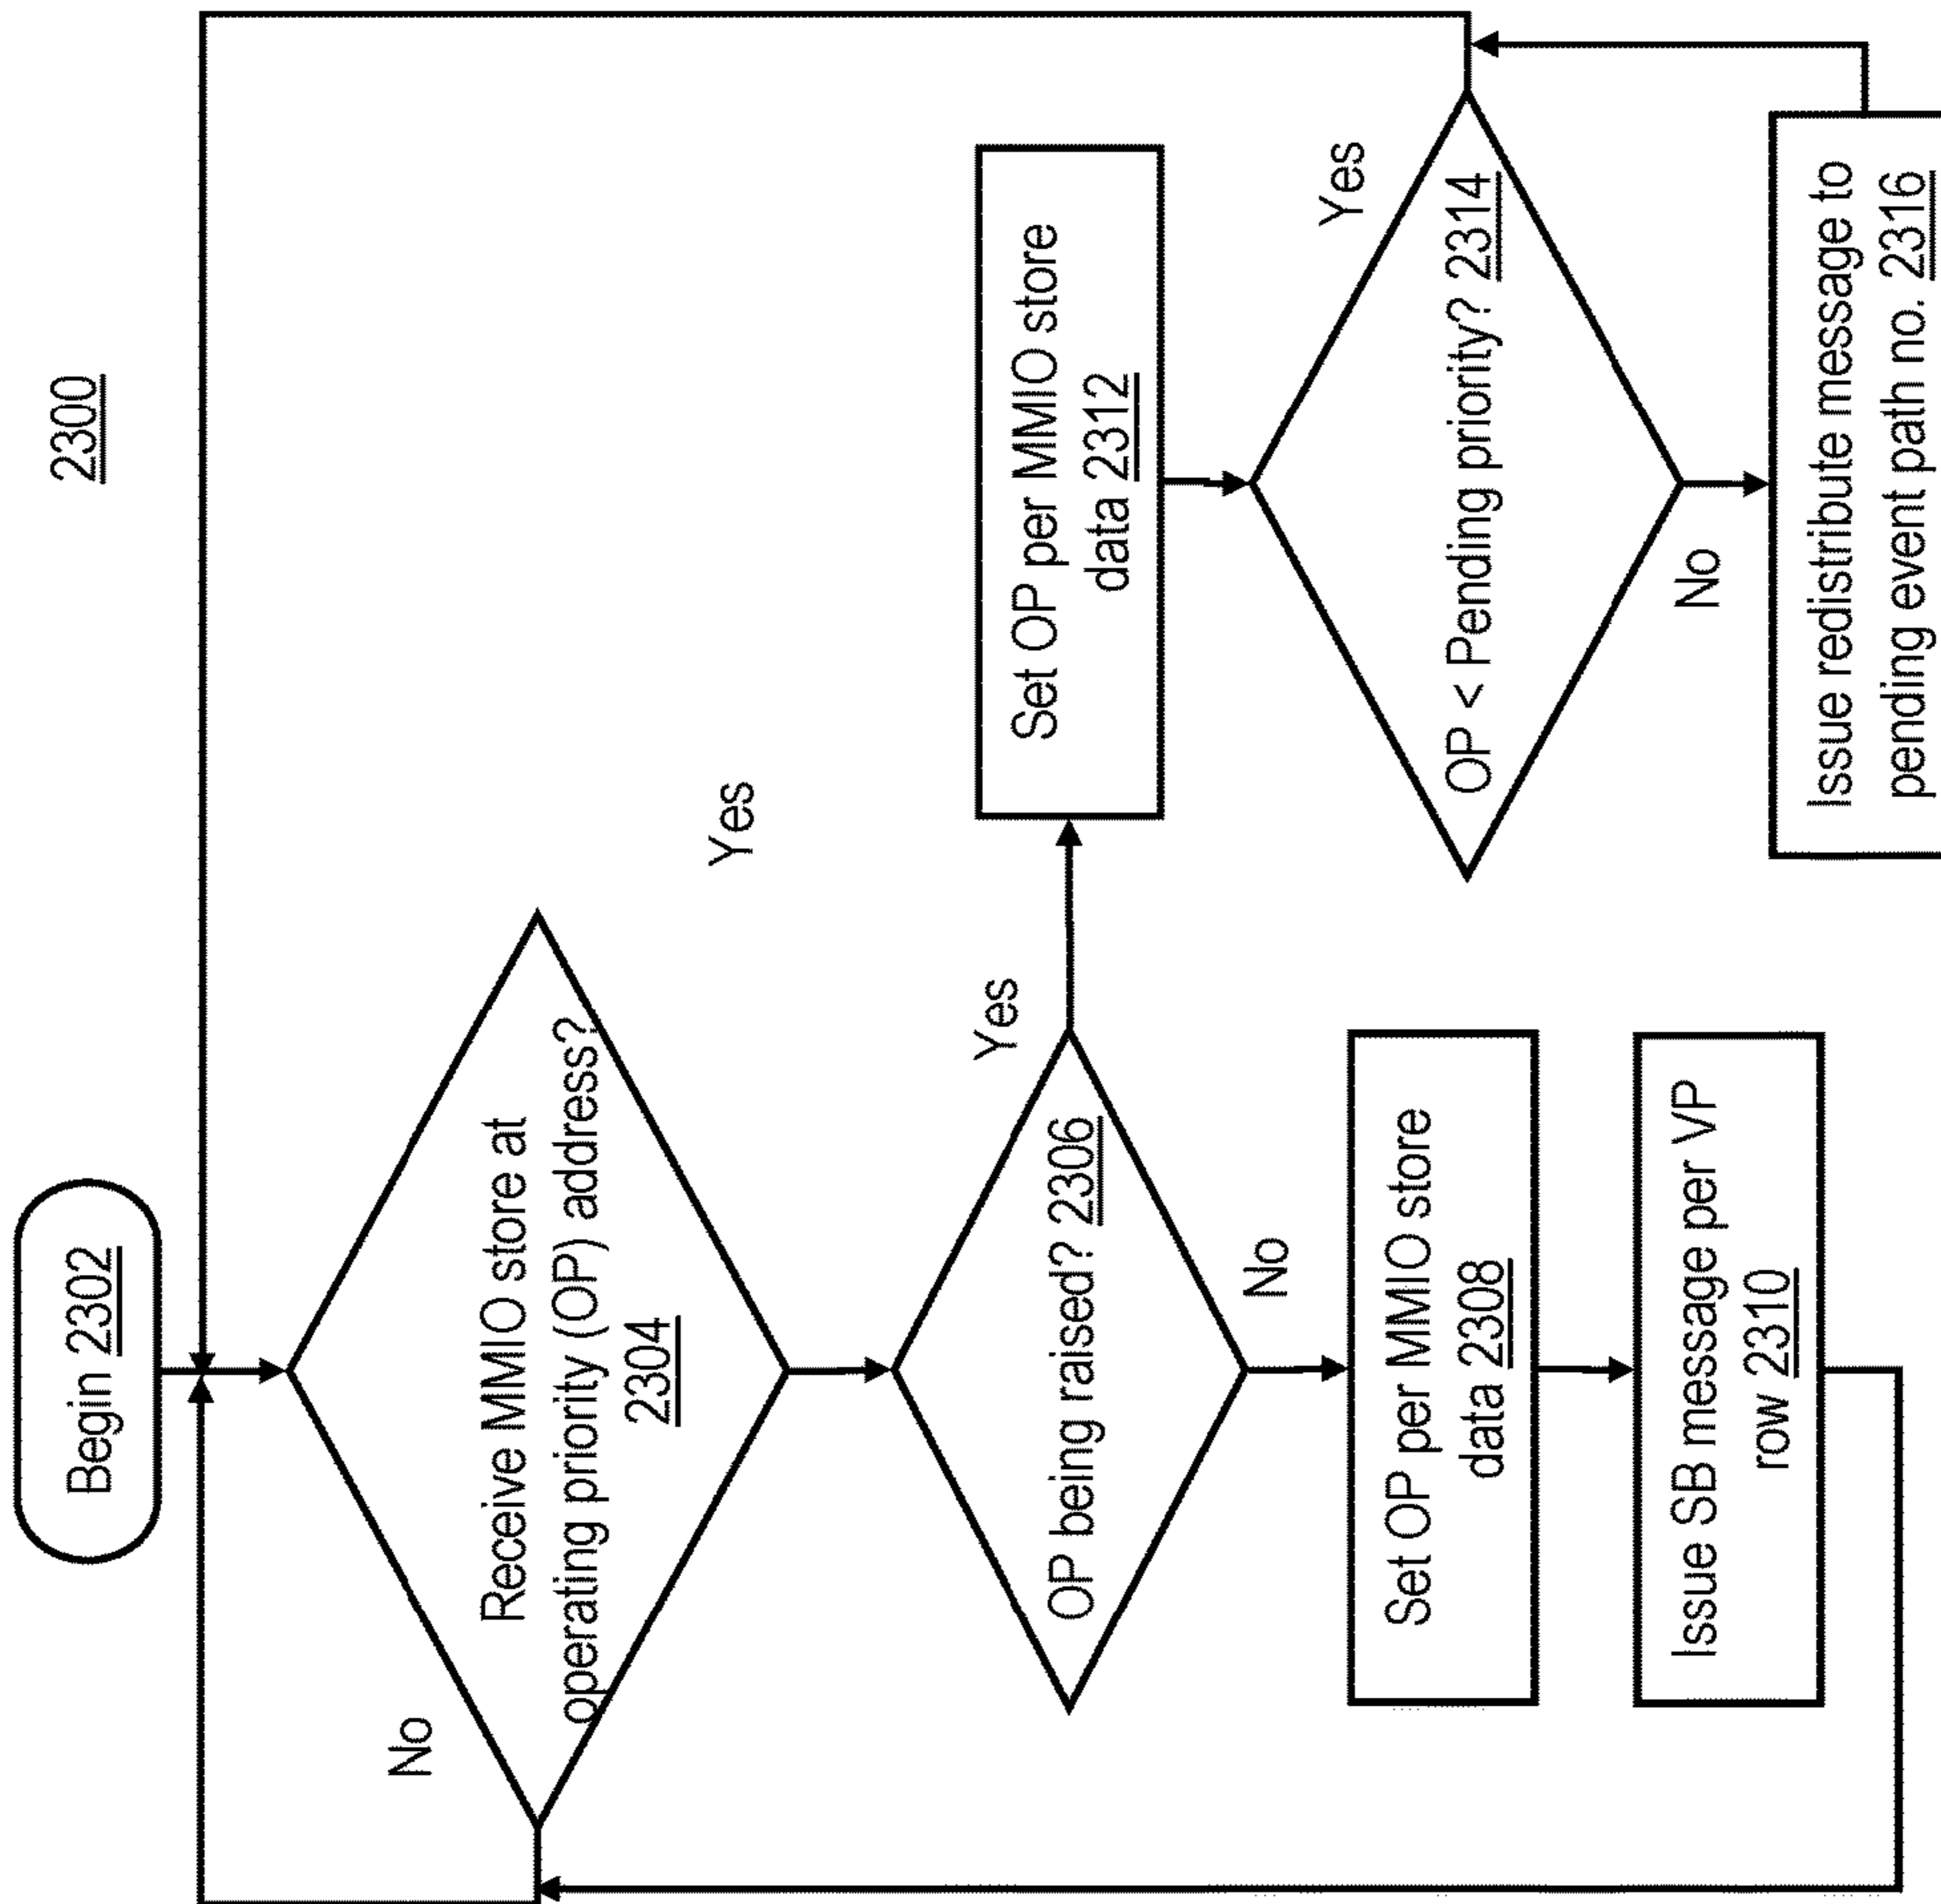 2300
Begin 2302
Receive MMIO store at
operating priority (OP) address?
2304
No
Yes
OP being raised? 2306
Yes
No
Set OP per MMIO store
data 2308
Issue SB message per VP
row 2310
Set OP per MMIO store
data 2312
OP < Pending priority? 2314
Yes
No
Issue redistribute message to
pending event path no. 2316